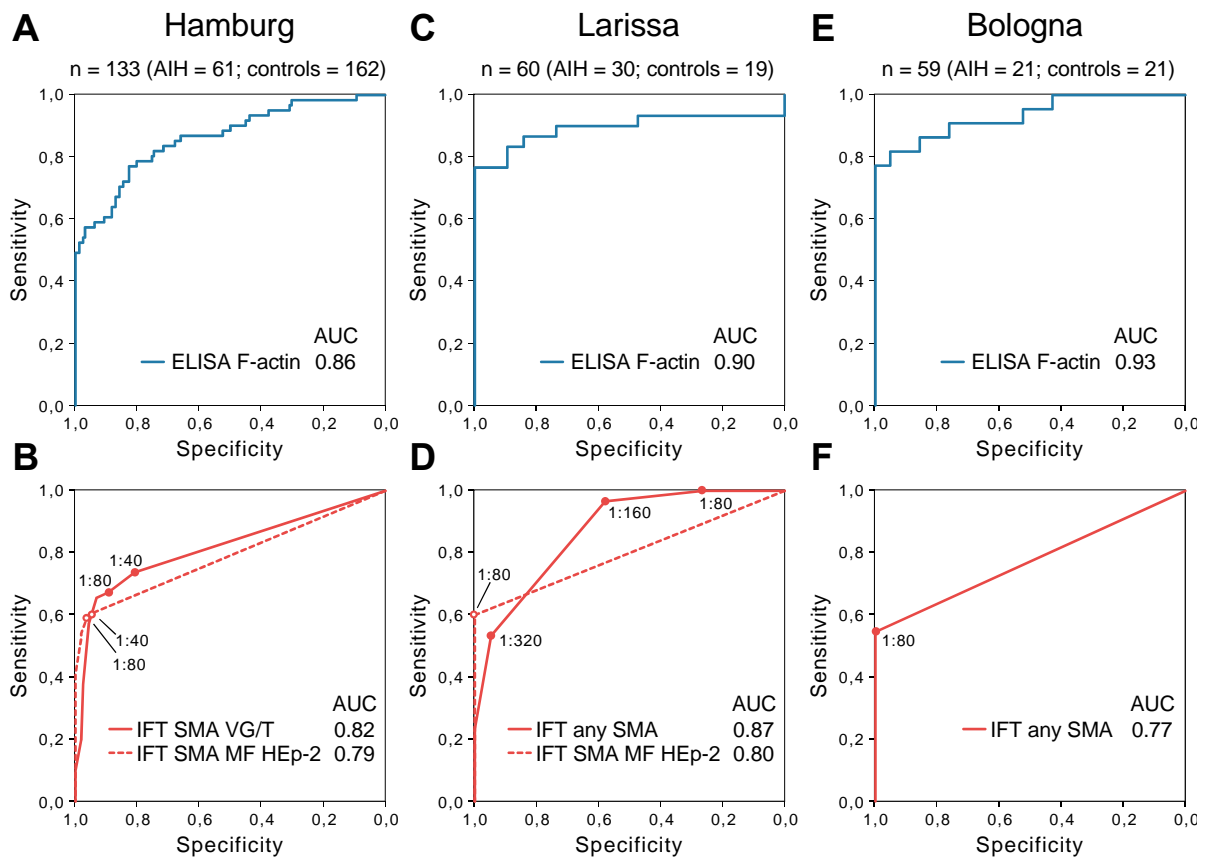 A Hamburg
n = 133 (AIH = 61; controls = 162)
1,0
0,8
0,6
0,4
0,2
0,0
Sensitivity
AUC
ELISA F-actin 0.86
1,0 0,8 0,6 0,4 0,2 0,0
Specificity
C Larissa
n = 60 (AIH = 30; controls = 19)
1,0
0,8
0,6
0,4
0,2
0,0
Sensitivity
AUC
ELISA F-actin 0.90
1,0 0,8 0,6 0,4 0,2 0,0
Specificity
E Bologna
n = 59 (AIH = 21; controls = 21)
1,0
0,8
0,6
0,4
0,2
0,0
Sensitivity
AUC
ELISA F-actin 0.93
1,0 0,8 0,6 0,4 0,2 0,0
Specificity
B
1,0
0,8
0,6
0,4
0,2
0,0
Sensitivity
1:40
1:80
1:40
1:80
AUC
IFT SMA VG/T 0.82
IFT SMA MF HEp-2 0.79
1,0 0,8 0,6 0,4 0,2 0,0
Specificity
D
1,0
0,8
0,6
0,4
0,2
0,0
Sensitivity
1:160
1:80
1:80
1:320
AUC
IFT any SMA 0.87
IFT SMA MF HEp-2 0.80
1,0 0,8 0,6 0,4 0,2 0,0
Specificity
F
1,0
0,8
0,6
0,4
0,2
0,0
Sensitivity
1:80
AUC
IFT any SMA 0.77
1,0 0,8 0,6 0,4 0,2 0,0
Specificity